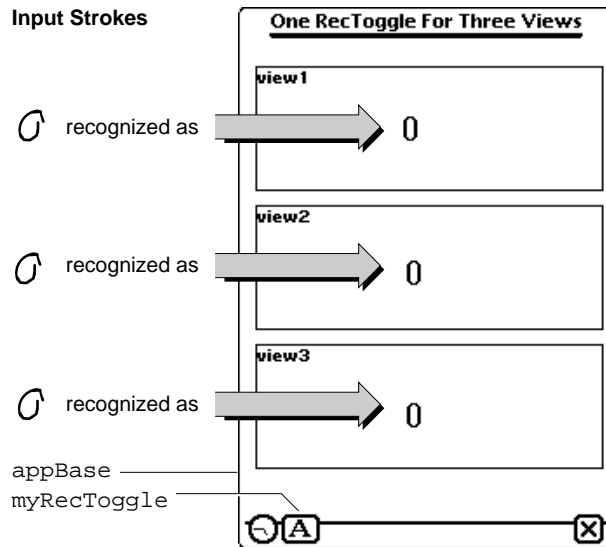 Input Strokes
One RecToggle For Three Views
view1
recognized as
0
view2
recognized as
0
view3
recognized as
0
appBase
myRecToggle
A